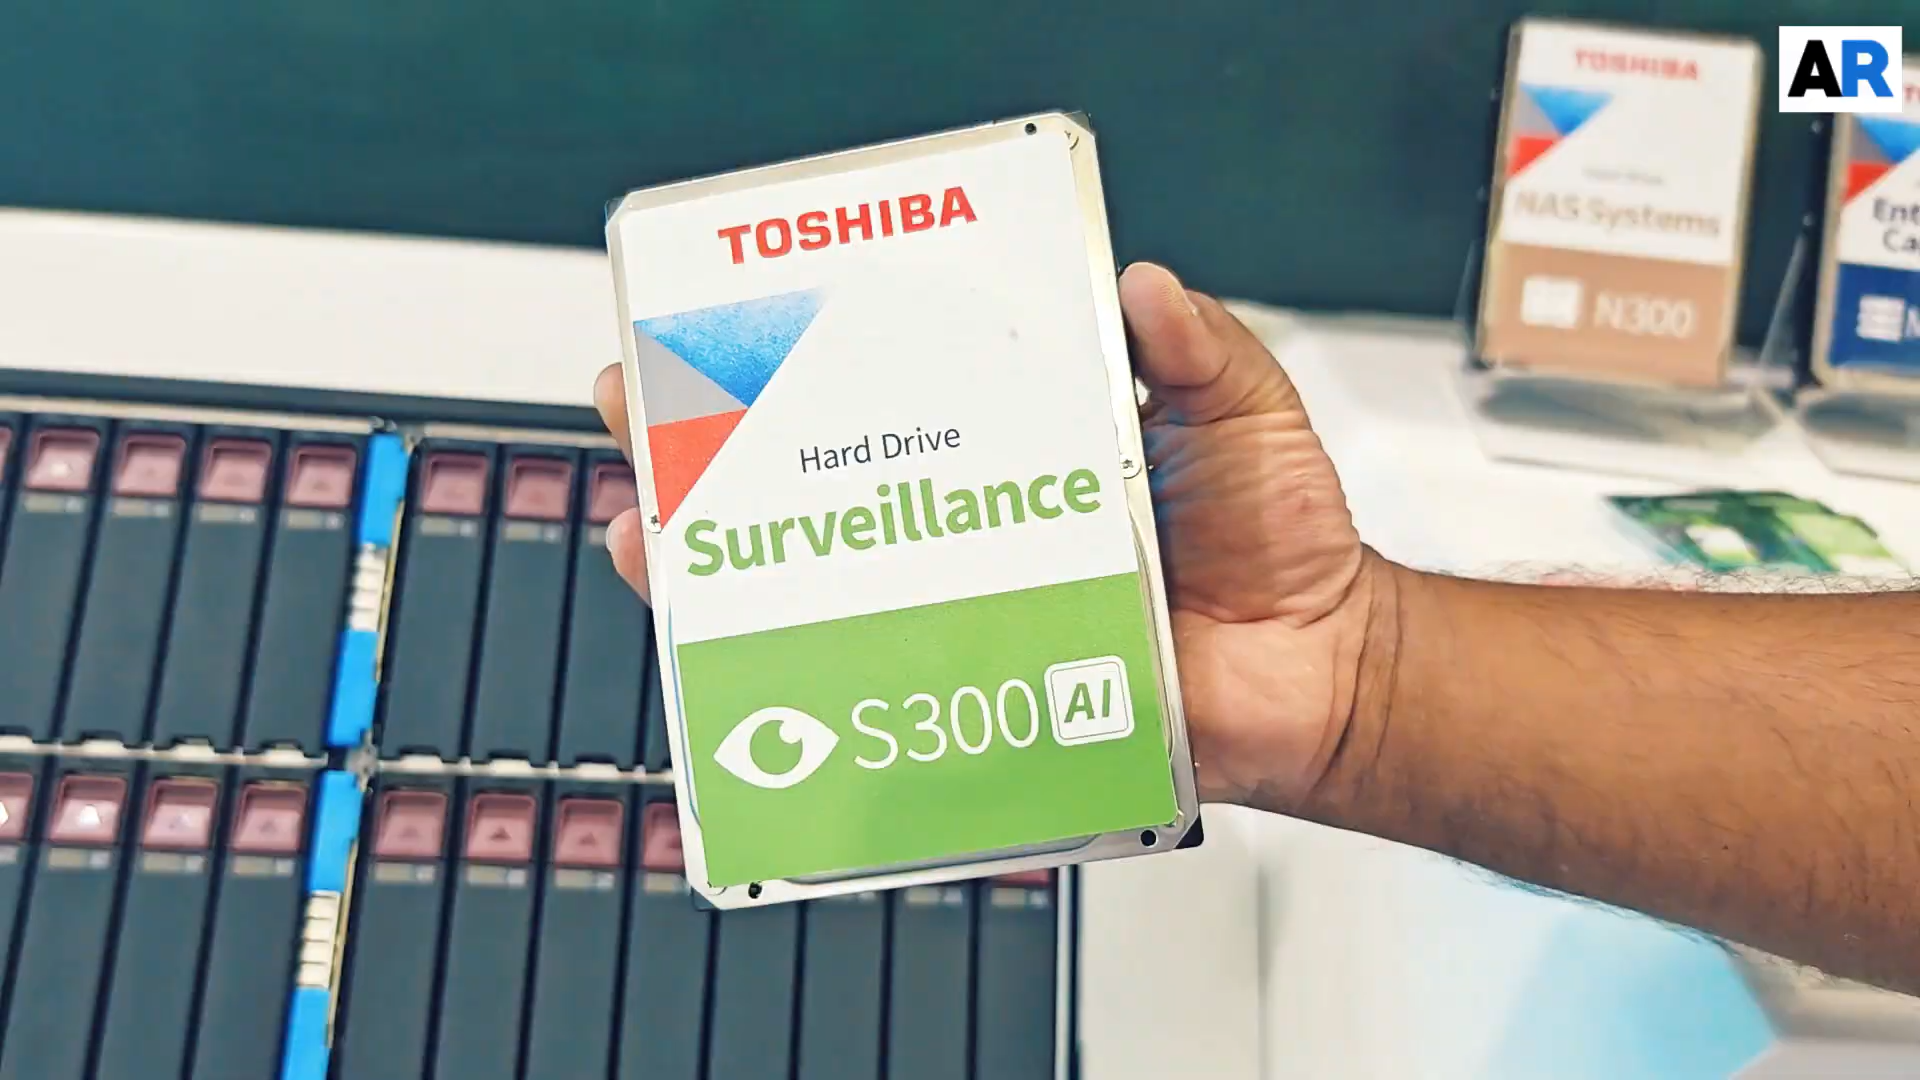 TOSHIBA
Hard Drive
Surveillance
S300 AI
TOSHIBA
NAS Systems
N300
AR